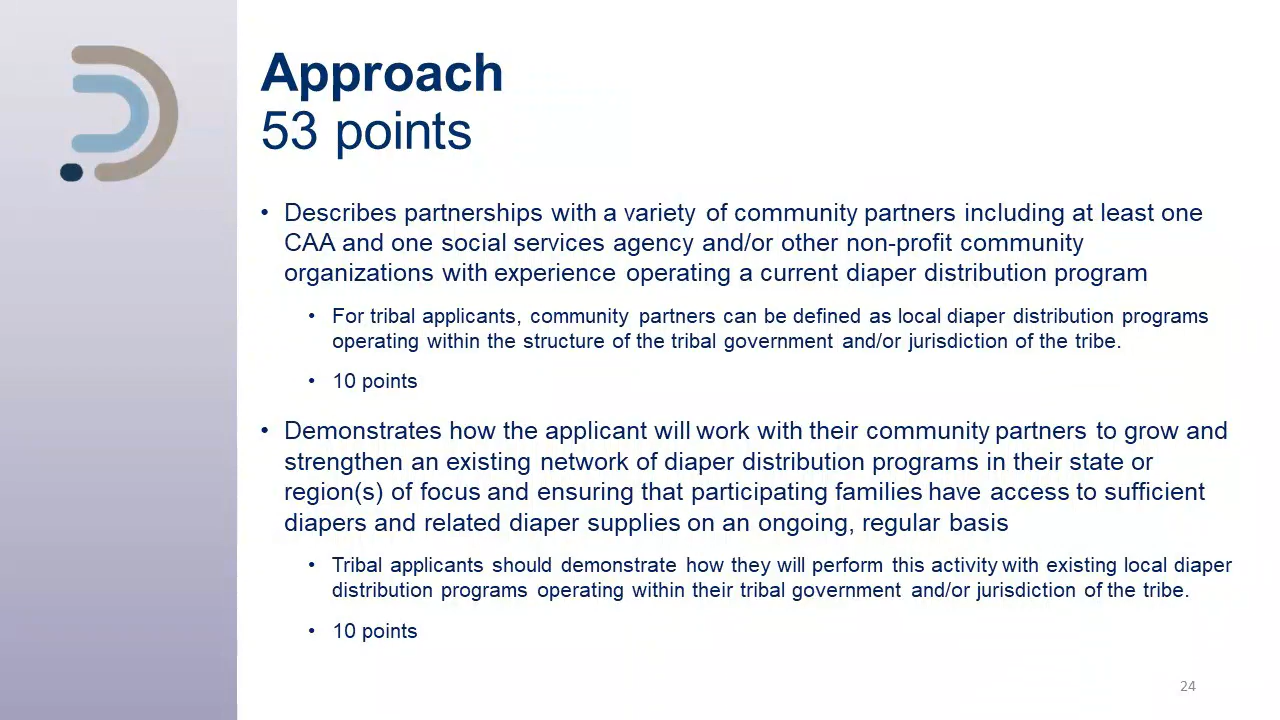 Approach
53 points
• Describes partnerships with a variety of community partners including at least one
CAA and one social services agency and/or other non-profit community
organizations with experience operating a current diaper distribution program
• For tribal applicants, community partners can be defined as local diaper distribution programs
operating within the structure of the tribal government and/or jurisdiction of the tribe.
• 10 points
• Demonstrates how the applicant will work with their community partners to grow and
strengthen an existing network of diaper distribution programs in their state or
region(s) of focus and ensuring that participating families have access to sufficient
diapers and related diaper supplies on an ongoing, regular basis
• Tribal applicants should demonstrate how they will perform this activity with existing local diaper
distribution programs operating within their tribal government and/or jurisdiction of the tribe.
• 10 points
24